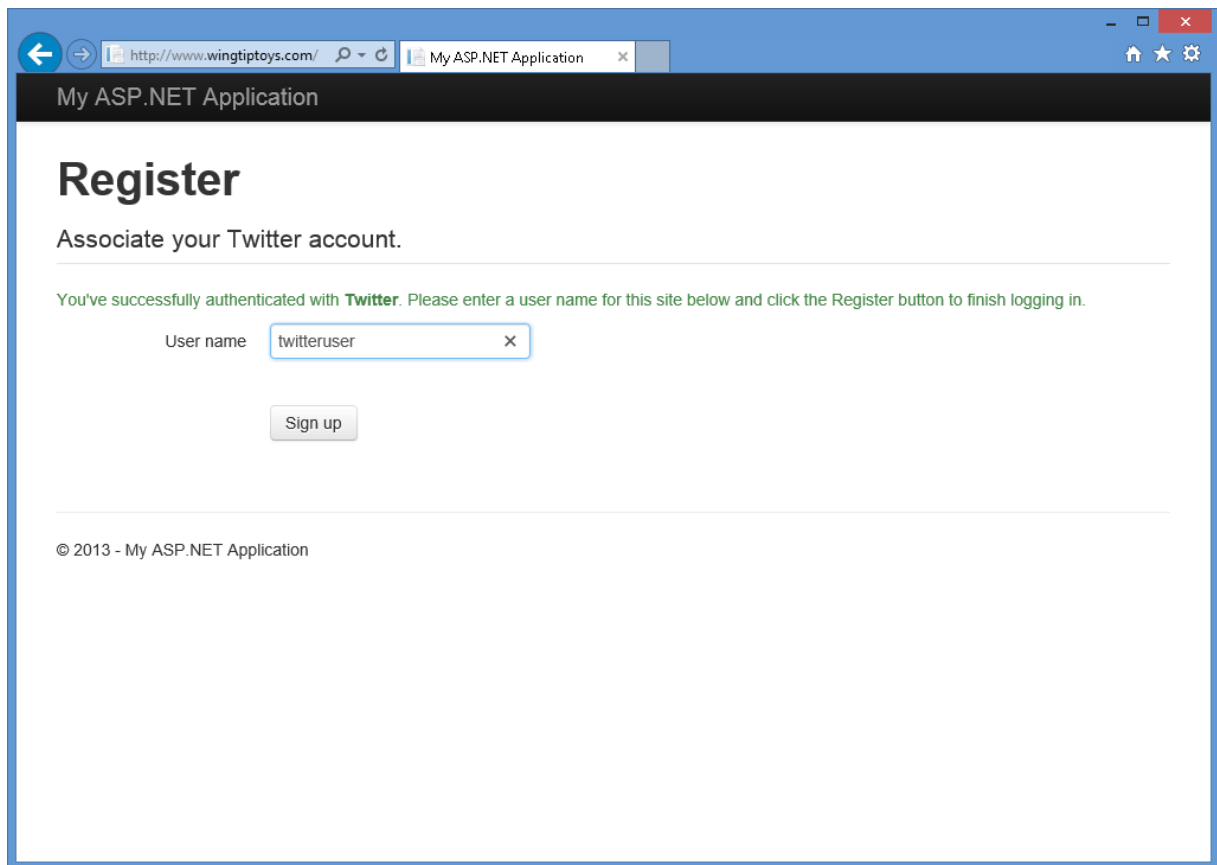 http://www.wingtiptoys.com/
My ASP.NET Application
My ASP.NET Application
Register
Associate your Twitter account.
You've successfully authenticated with Twitter. Please enter a user name for this site below and click the Register button to finish logging in.
User name twitteruser
Sign up
© 2013 - My ASP.NET Application